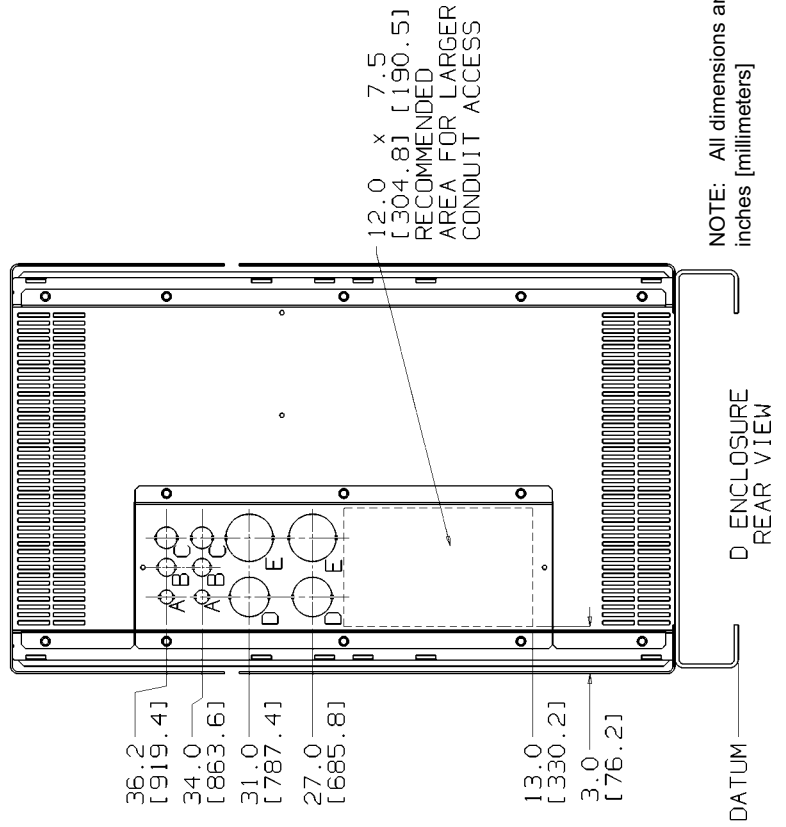 36.2
[919.4]
34.0
[863.6]
31.0
[787.4]
27.0
[685.8]
13.0
[330.2]
3.0
[76.2]
DATUM
A B C
A B C
D E
D E
12.0 x 7.5
[304.8] [190.5]
RECOMMENDED
AREA FOR LARGER
CONDUIT ACCESS
D ENCLOSURE
REAR VIEW
NOTE: All dimensions ar
inches [millimeters]